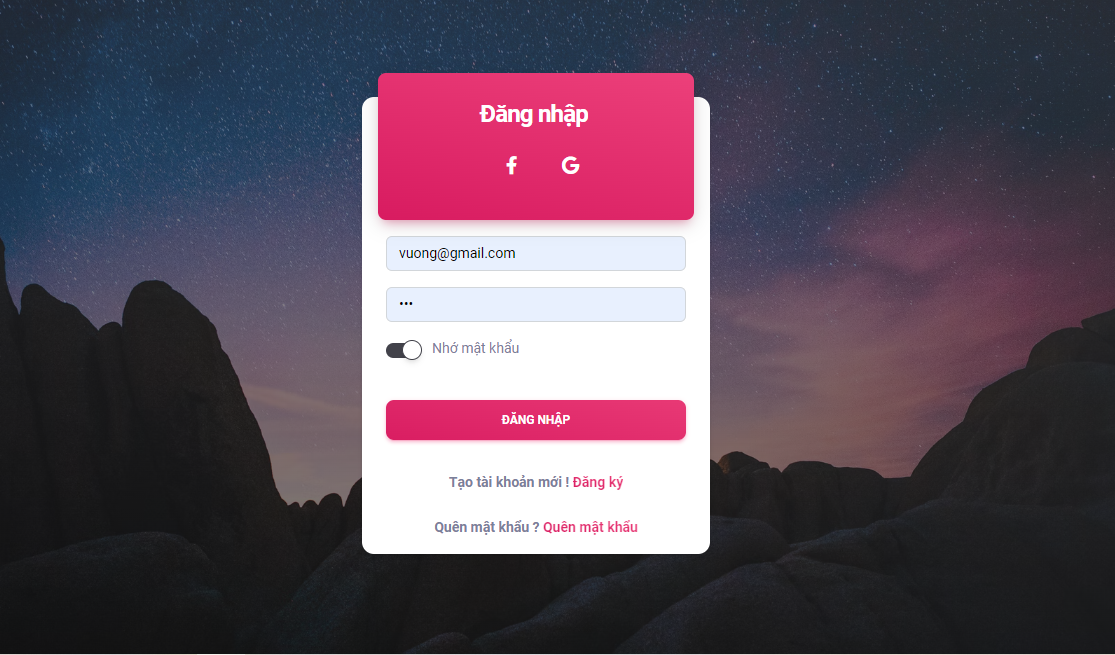 Đăng nhập
vuong@gmail.com
•••
Nhớ mật khẩu
ĐĂNG NHẬP
Tạo tài khoản mới ! Đăng ký
Quên mật khẩu ? Quên mật khẩu